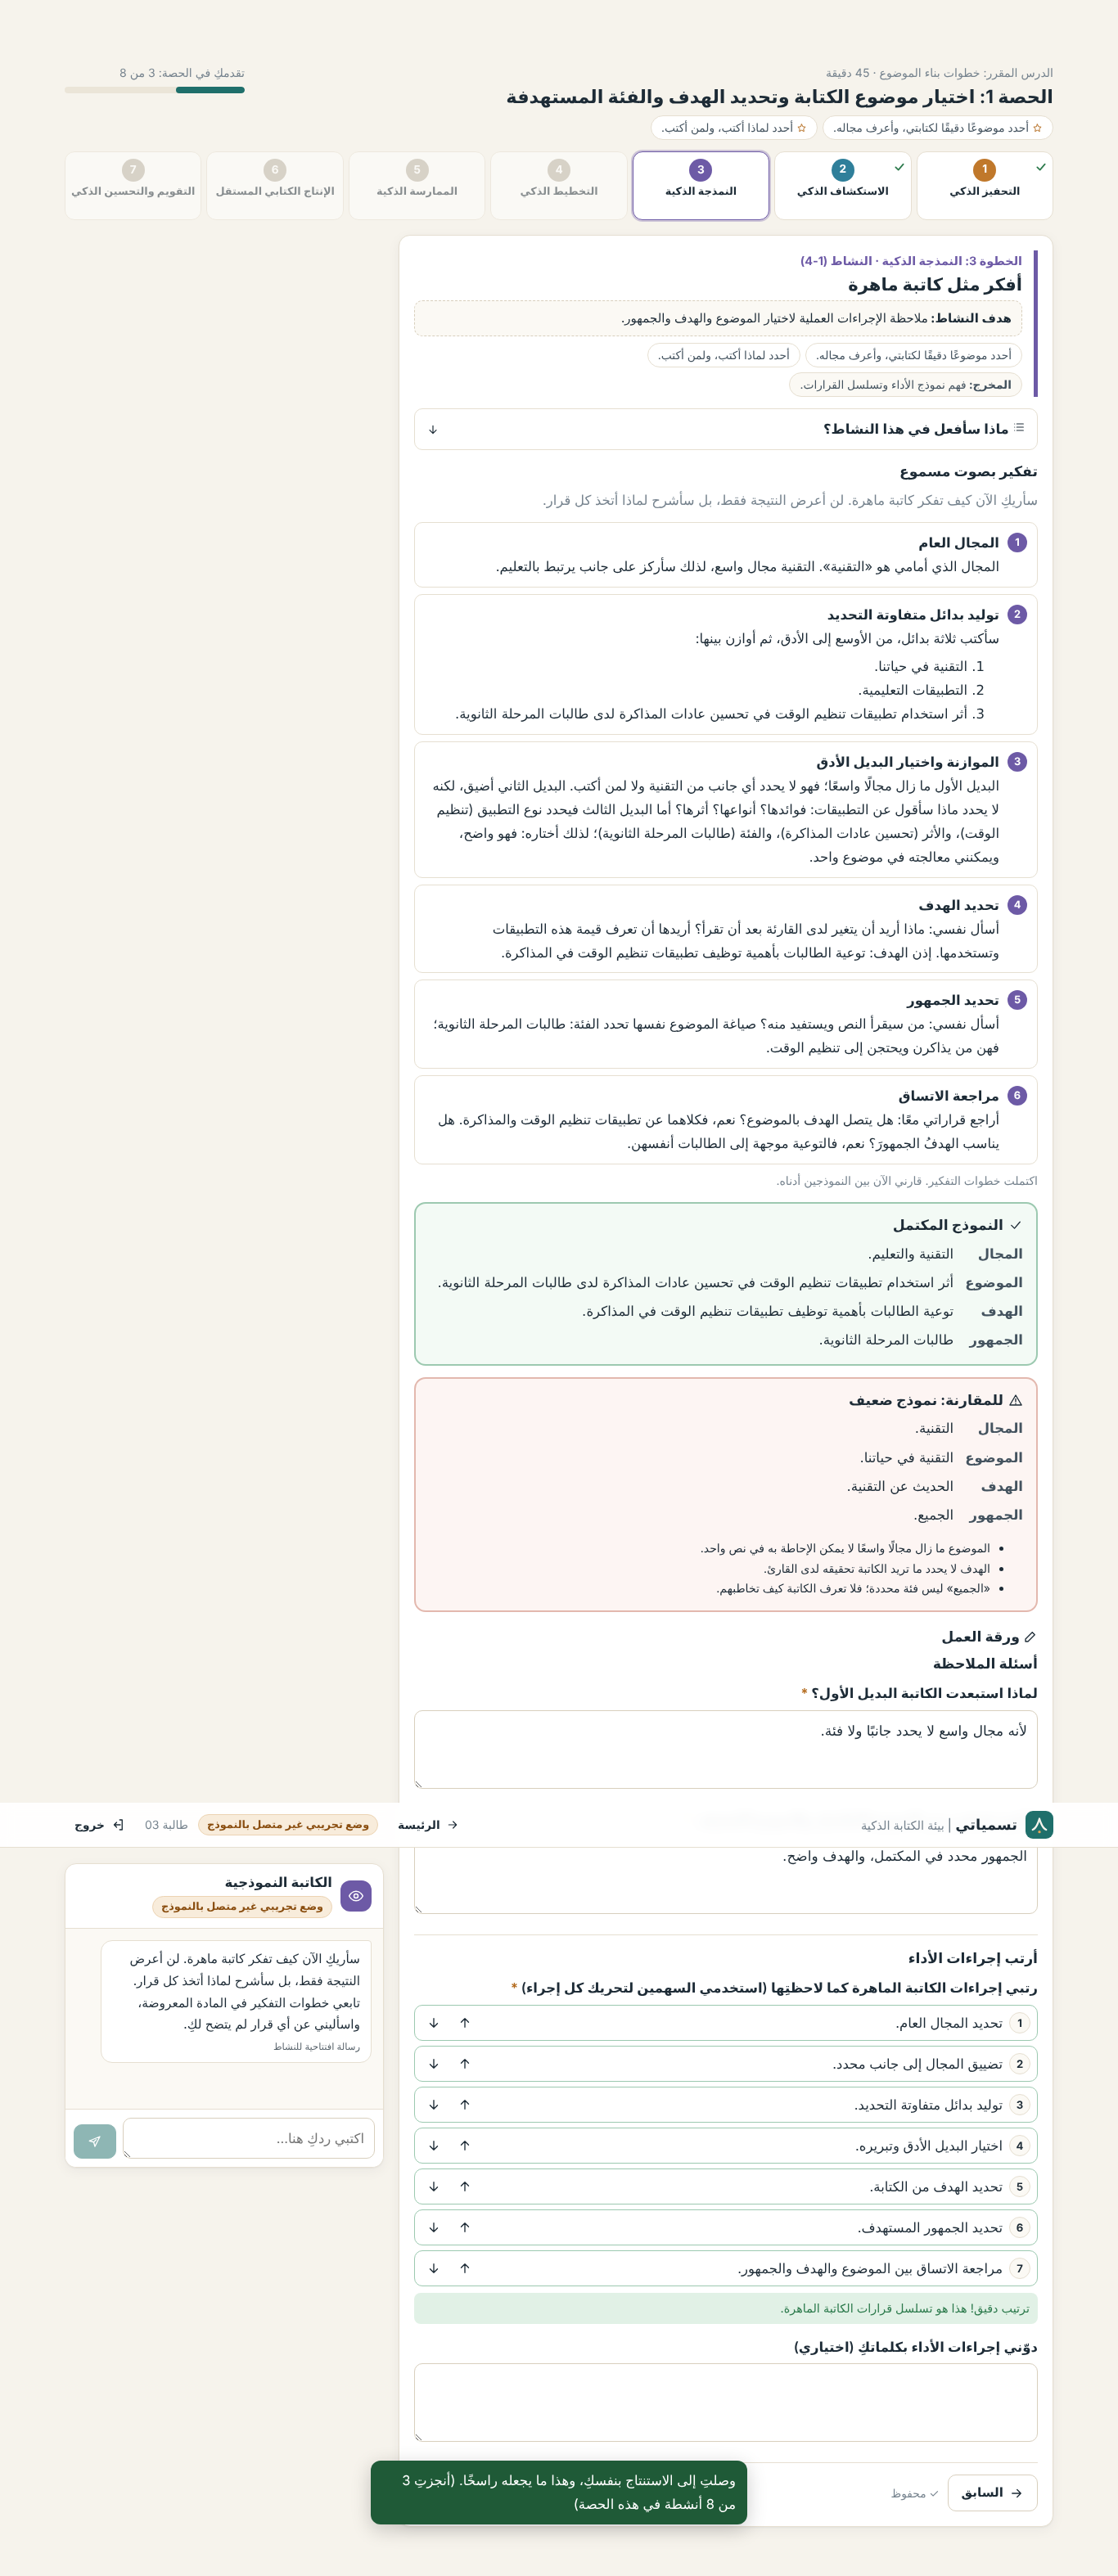 الدرس المقرر: خطوات بناء الموضوع · 45 دقيقة
الحصة 1: اختيار موضوع الكتابة وتحديد الهدف والفئة المستهدفة
تقدمكِ في الحصة: 3 من 8
أحدد موضوعًا دقيقًا لكتابتي، وأعرف مجاله.
أحدد لماذا أكتب، ولمن أكتب.
1
التحفيز الذكي
2
الاستكشاف الذكي
3
النمذجة الذكية
4
التخطيط الذكي
5
الممارسة الذكية
6
الإنتاج الكتابي المستقل
7
التقويم والتحسين الذكي
الخطوة 3: النمذجة الذكية · النشاط (1-4)
أفكر مثل كاتبة ماهرة
هدف النشاط: ملاحظة الإجراءات العملية لاختيار الموضوع والهدف والجمهور.
أحدد موضوعًا دقيقًا لكتابتي، وأعرف مجاله.
أحدد لماذا أكتب، ولمن أكتب.
المخرج: فهم نموذج الأداء وتسلسل القرارات.
ماذا سأفعل في هذا النشاط؟
تفكير بصوت مسموع
سأريكِ الآن كيف تفكر كاتبة ماهرة. لن أعرض النتيجة فقط، بل سأشرح لماذا أتخذ كل قرار.
1
المجال العام
المجال الذي أمامي هو «التقنية». التقنية مجال واسع، لذلك سأركز على جانب يرتبط بالتعليم.
2
توليد بدائل متفاوتة التحديد
سأكتب ثلاثة بدائل، من الأوسع إلى الأدق، ثم أوازن بينها:
1. التقنية في حياتنا.
2. التطبيقات التعليمية.
3. أثر استخدام تطبيقات تنظيم الوقت في تحسين عادات المذاكرة لدى طالبات المرحلة الثانوية.
3
الموازنة واختيار البديل الأدق
البديل الأول ما زال مجالًا واسعًا؛ فهو لا يحدد أي جانب من التقنية ولا لمن أكتب. البديل الثاني أضيق، لكنه
لا يحدد ماذا سأقول عن التطبيقات: فوائدها؟ أنواعها؟ أثرها؟ أما البديل الثالث فيحدد نوع التطبيق (تنظيم
الوقت)، والأثر (تحسين عادات المذاكرة)، والفئة (طالبات المرحلة الثانوية)؛ لذلك أختاره: فهو واضح،
ويمكنني معالجته في موضوع واحد.
4
تحديد الهدف
أسأل نفسي: ماذا أريد أن يتغير لدى القارئة بعد أن تقرأ؟ أريدها أن تعرف قيمة هذه التطبيقات
وتستخدمها. إذن الهدف: توعية الطالبات بأهمية توظيف تطبيقات تنظيم الوقت في المذاكرة.
5
تحديد الجمهور
أسأل نفسي: من سيقرأ النص ويستفيد منه؟ صياغة الموضوع نفسها تحدد الفئة: طالبات المرحلة الثانوية؛
فهن من يذاكرن ويحتجن إلى تنظيم الوقت.
6
مراجعة الاتساق
أراجع قراراتي معًا: هل يتصل الهدف بالموضوع؟ نعم، فكلاهما عن تطبيقات تنظيم الوقت والمذاكرة. هل
يناسب الهدفُ الجمهورَ؟ نعم، فالتوعية موجهة إلى الطالبات أنفسهن.
اكتملت خطوات التفكير. قارني الآن بين النموذجين أدناه.
النموذج المكتمل
المجال التقنية والتعليم.
الموضوع أثر استخدام تطبيقات تنظيم الوقت في تحسين عادات المذاكرة لدى طالبات المرحلة الثانوية.
الهدف توعية الطالبات بأهمية توظيف تطبيقات تنظيم الوقت في المذاكرة.
الجمهور طالبات المرحلة الثانوية.
للمقارنة: نموذج ضعيف
المجال التقنية.
الموضوع التقنية في حياتنا.
الهدف الحديث عن التقنية.
الجمهور الجميع.
• الموضوع ما زال مجالًا واسعًا لا يمكن الإحاطة به في نص واحد.
• الهدف لا يحدد ما تريد الكاتبة تحقيقه لدى القارئ.
• «الجميع» ليس فئة محددة؛ فلا تعرف الكاتبة كيف تخاطبهم.
ورقة العمل
أسئلة الملاحظة
لماذا استبعدت الكاتبة البديل الأول؟ *
لأنه مجال واسع لا يحدد جانبًا ولا فئة.
تسمياتي | بيئة الكتابة الذكية
الرئيسة
وضع تجريبي غير متصل بالنموذج
طالبة 03
خروج
الجمهور محدد في المكتمل، والهدف واضح.
أرتب إجراءات الأداء
رتبي إجراءات الكاتبة الماهرة كما لاحظتِها (استخدمي السهمين لتحريك كل إجراء) *
1 تحديد المجال العام.
2 تضييق المجال إلى جانب محدد.
3 توليد بدائل متفاوتة التحديد.
4 اختيار البديل الأدق وتبريره.
5 تحديد الهدف من الكتابة.
6 تحديد الجمهور المستهدف.
7 مراجعة الاتساق بين الموضوع والهدف والجمهور.
ترتيب دقيق! هذا هو تسلسل قرارات الكاتبة الماهرة.
دوّني إجراءات الأداء بكلماتكِ (اختياري)
السابق
✓ محفوظ
وصلتِ إلى الاستنتاج بنفسكِ، وهذا ما يجعله راسخًا. (أنجزتِ 3
من 8 أنشطة في هذه الحصة)
الكاتبة النموذجية
وضع تجريبي غير متصل بالنموذج
سأريكِ الآن كيف تفكر كاتبة ماهرة. لن أعرض
النتيجة فقط، بل سأشرح لماذا أتخذ كل قرار.
تابعي خطوات التفكير في المادة المعروضة،
واسأليني عن أي قرار لم يتضح لكِ.
رسالة افتتاحية للنشاط
اكتبي ردكِ هنا...